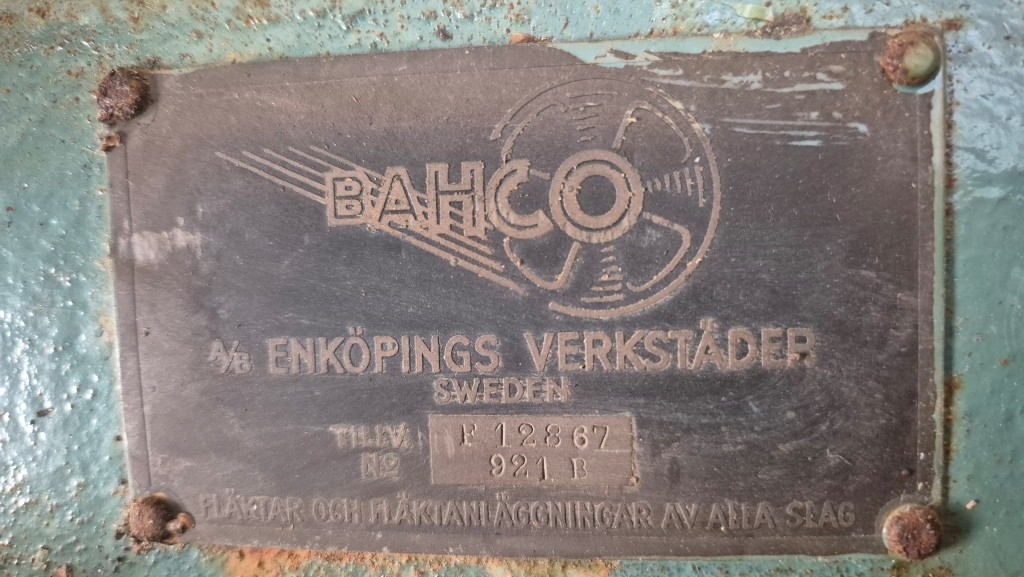 BAHCO
A/B ENKÖPINGS VERKSTÄDER
SWEDEN
TILLV. F 12867
No 921 B
FLÄKTAR OCH FLÄKTANLÄGGNINGAR AV ALLA SLAG